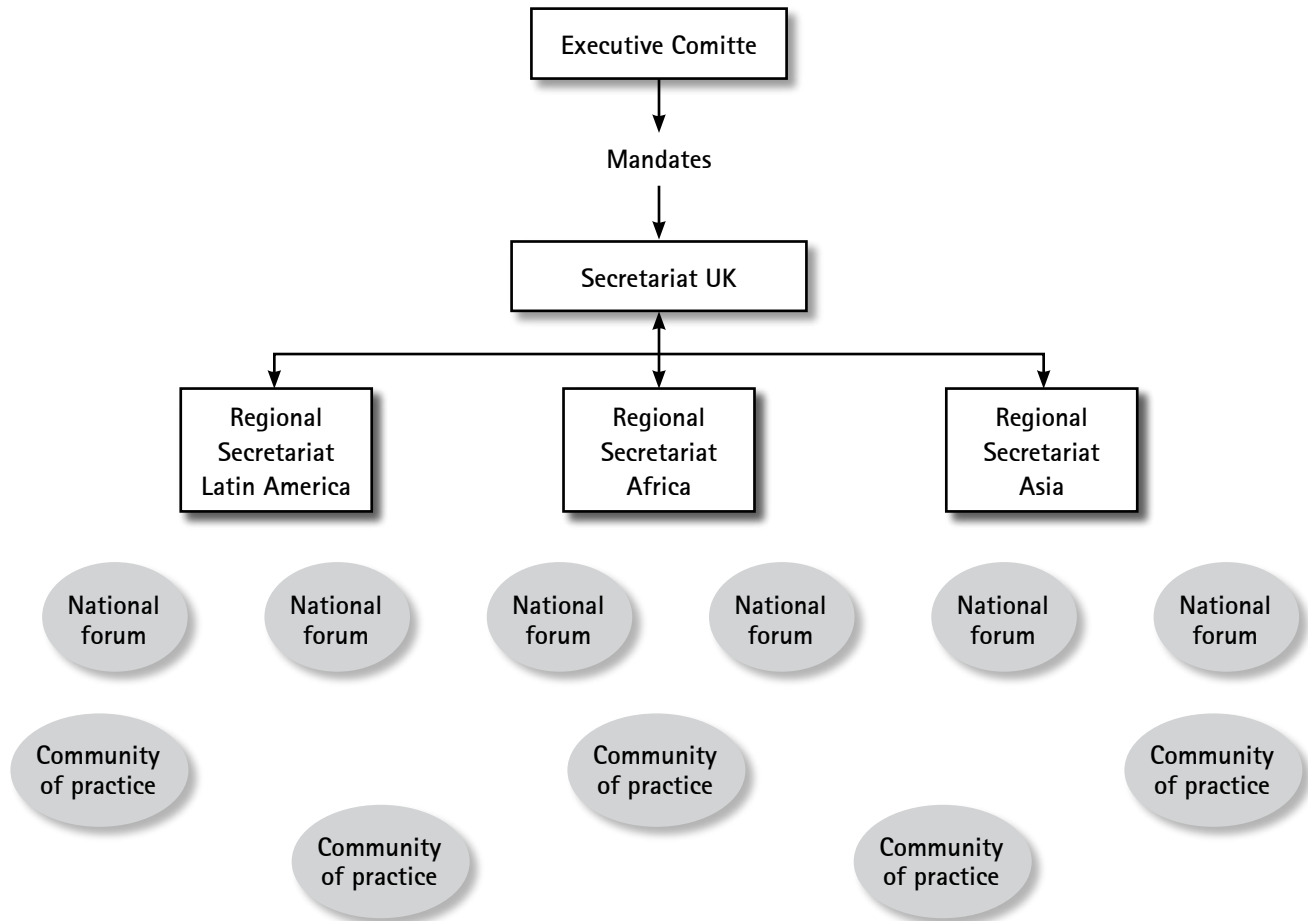 Executive Comitte
Mandates
Secretariat UK
Regional
Secretariat
Latin America
Regional
Secretariat
Africa
Regional
Secretariat
Asia
National
forum
National
forum
National
forum
National
forum
National
forum
National
forum
Community
of practice
Community
of practice
Community
of practice
Community
of practice
Community
of practice